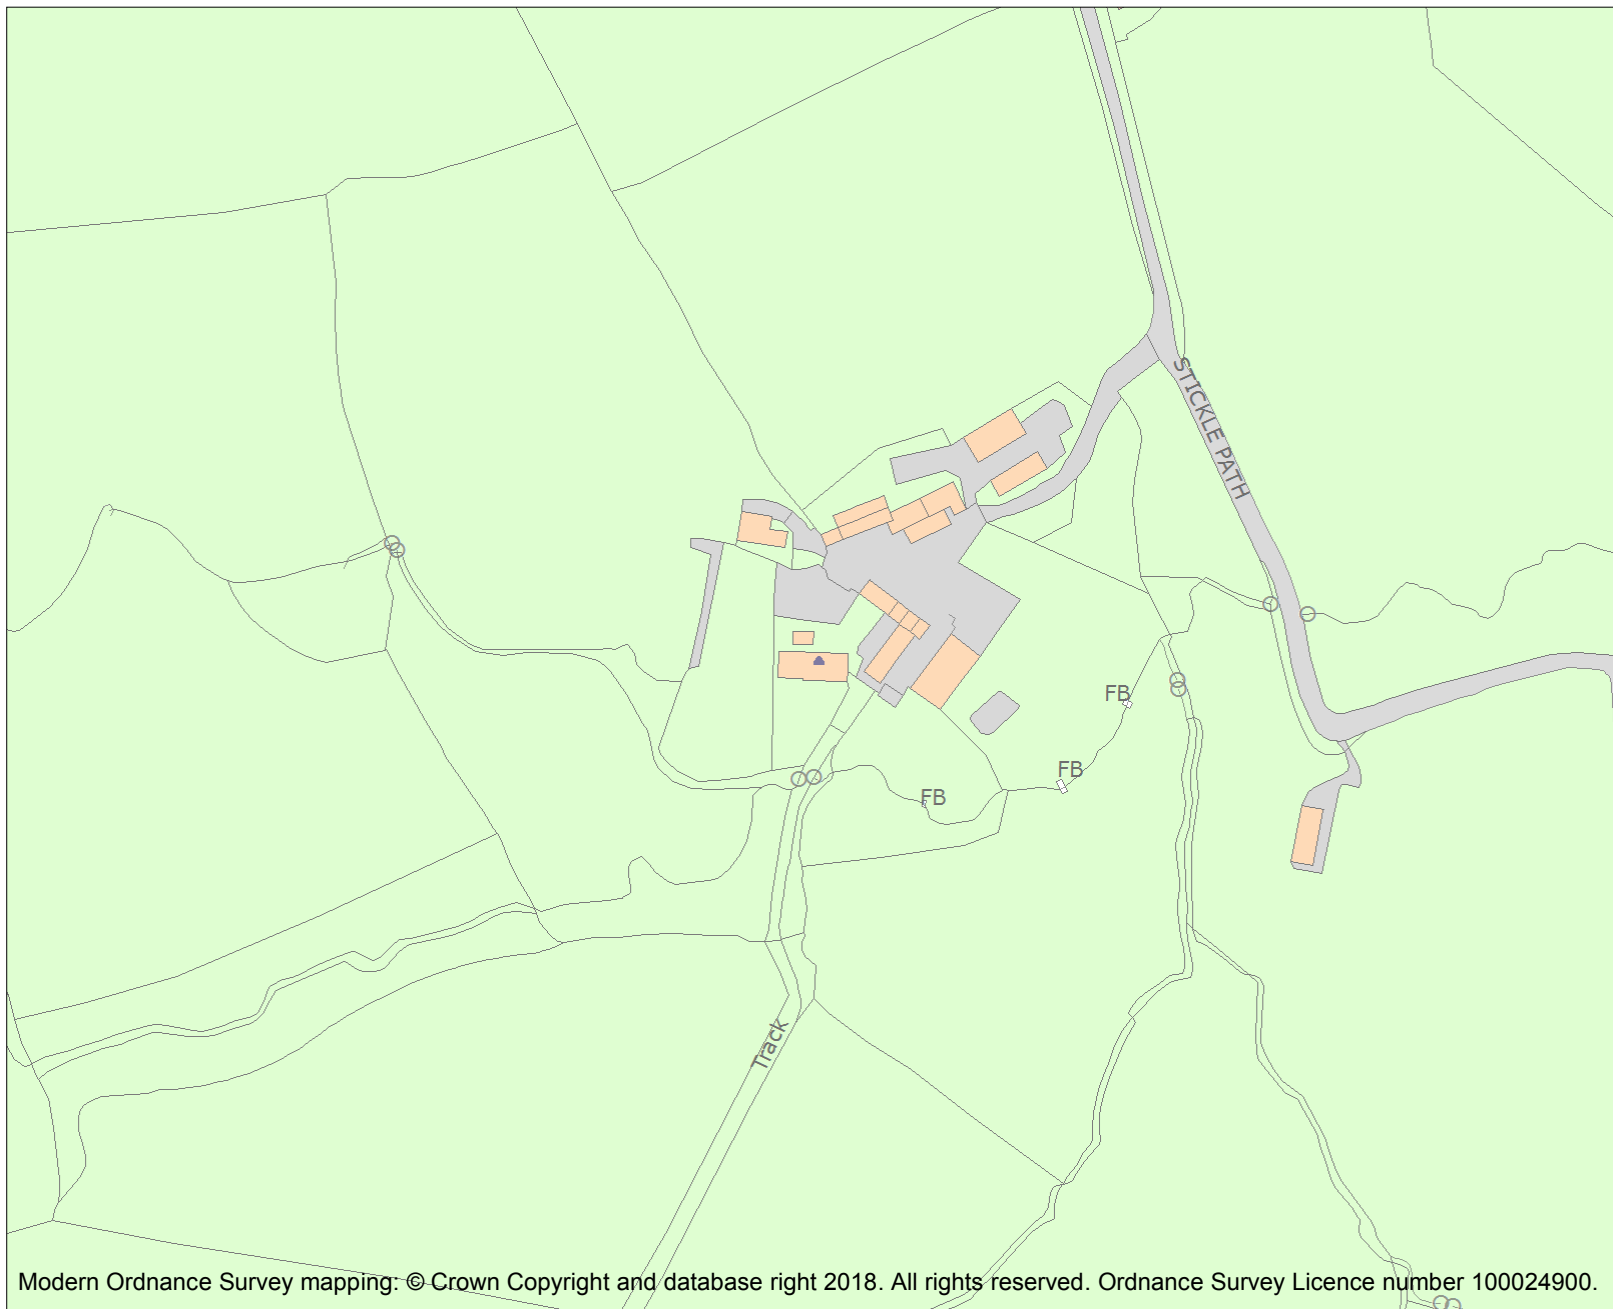 STICKLE PATH
FB
FB
FB
Track
Modern Ordnance Survey mapping: © Crown Copyright and database right 2018. All rights reserved. Ordnance Survey Licence number 100024900.